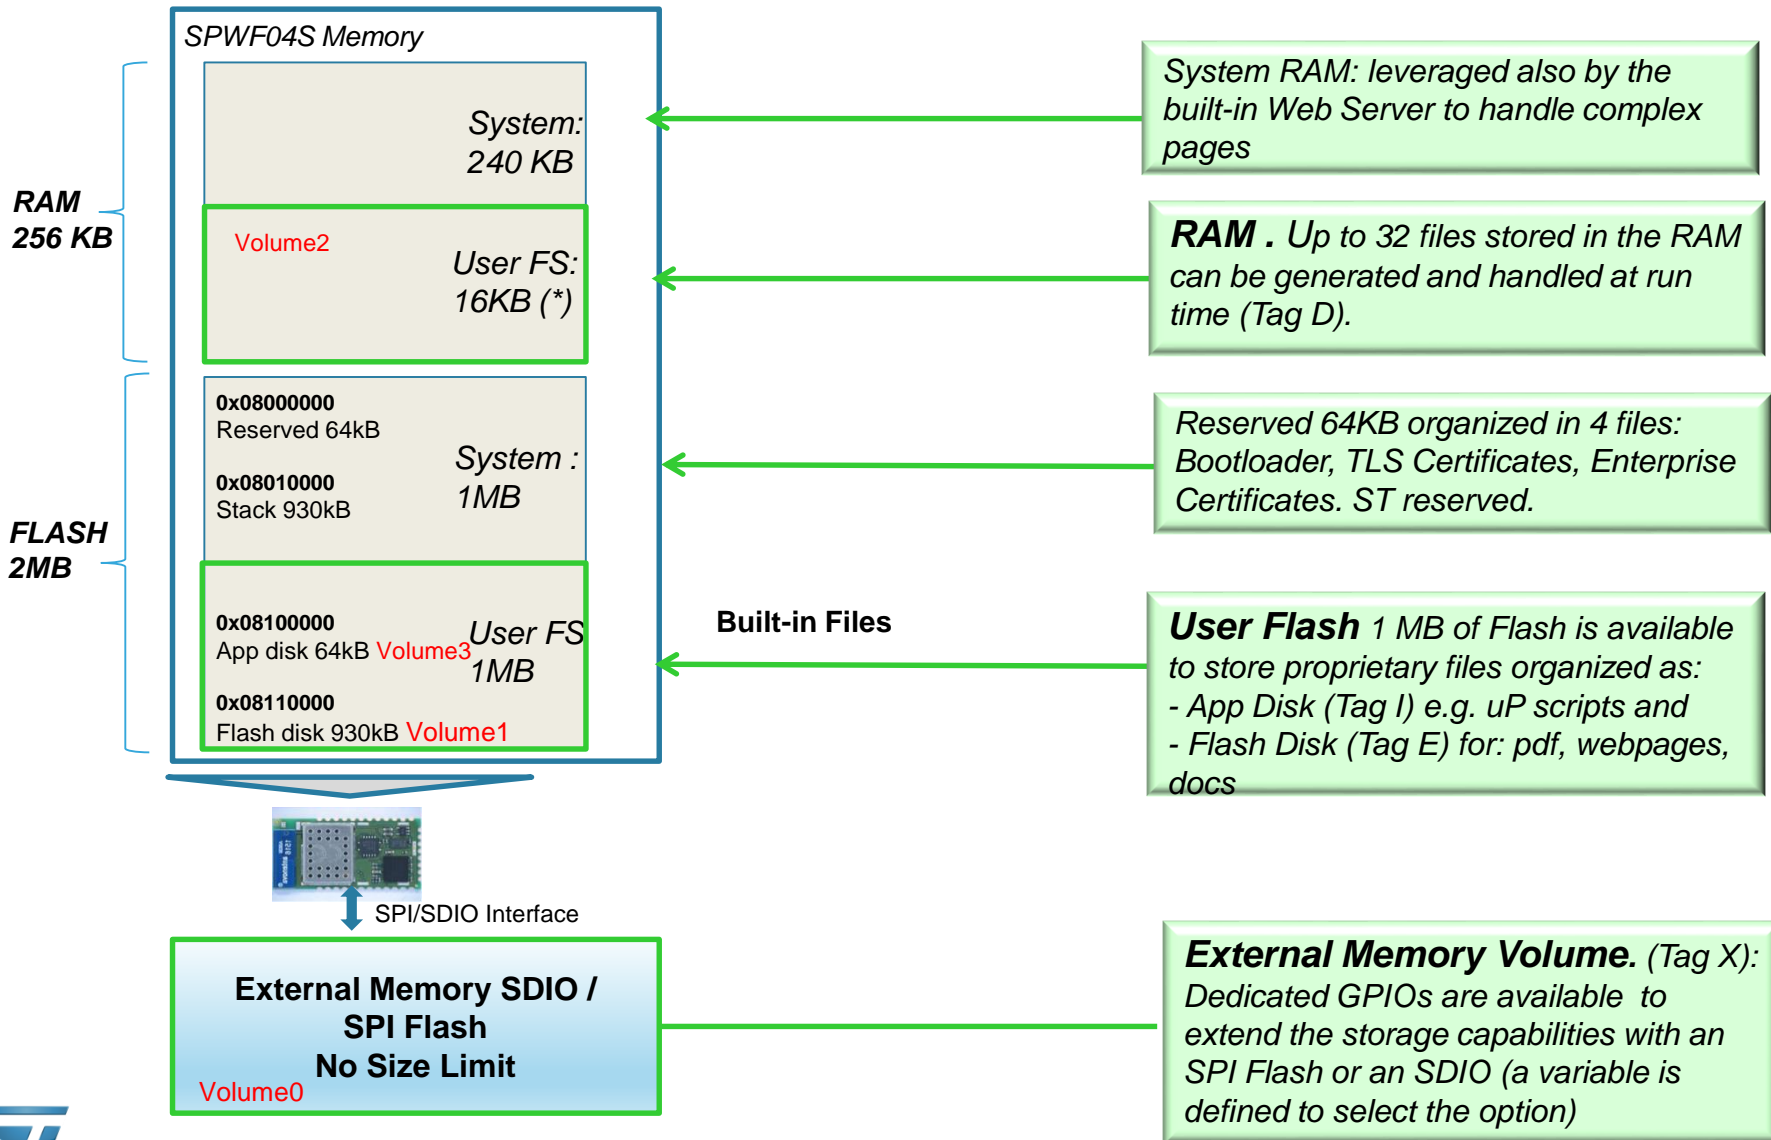 SPWF04S Memory
System:
240 KB
RAM
256 KB
Volume2
User FS:
16KB (*)
0x08000000
Reserved 64kB
0x08010000
Stack 930kB
System :
1MB
FLASH
2MB
0x08100000
App disk 64kB Volume3
User FS
1MB
0x08110000
Flash disk 930kB Volume1
SPI/SDIO Interface
External Memory SDIO /
SPI Flash
No Size Limit
Volume0
Built-in Files
System RAM: leveraged also by the
built-in Web Server to handle complex
pages
RAM . Up to 32 files stored in the RAM
can be generated and handled at run
time (Tag D).
Reserved 64KB organized in 4 files:
Bootloader, TLS Certificates, Enterprise
Certificates. ST reserved.
User Flash 1 MB of Flash is available
to store proprietary files organized as:
- App Disk (Tag I) e.g. uP scripts and
- Flash Disk (Tag E) for: pdf, webpages,
docs
External Memory Volume. (Tag X):
Dedicated GPIOs are available to
extend the storage capabilities with an
SPI Flash or an SDIO (a variable is
defined to select the option)